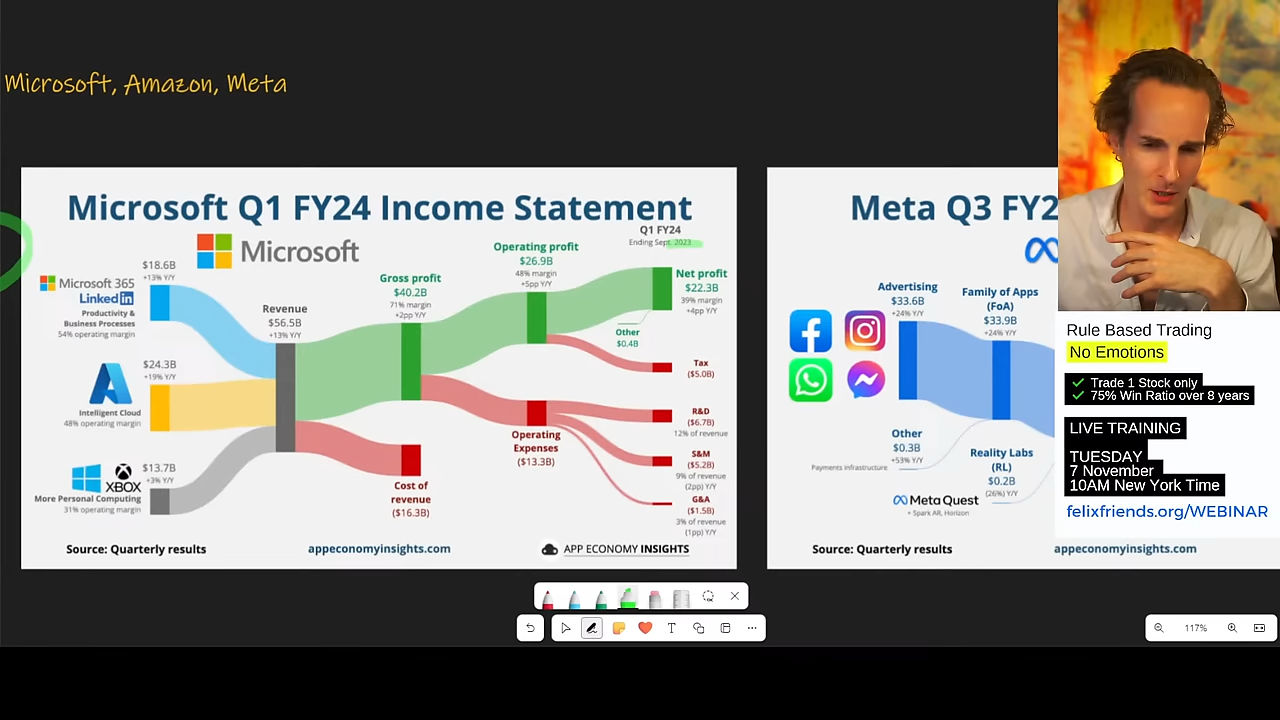 Microsoft, Amazon, Meta
Microsoft Q1 FY24 Income Statement
Microsoft
Q1 FY24
Ending Sept. 2023
Microsoft 365
LinkedIn
Productivity &
Business Processes
54% operating margin
$18.6B
+13% Y/Y
Intelligent Cloud
48% operating margin
$24.3B
+19% Y/Y
XBOX
More Personal Computing
31% operating margin
$13.7B
+3% Y/Y
Revenue
$56.5B
+13% Y/Y
Gross profit
$40.2B
71% margin
+2pp Y/Y
Cost of
revenue
($16.3B)
Operating profit
$26.9B
48% margin
+5pp Y/Y
Operating
Expenses
($13.3B)
Net profit
$22.3B
39% margin
+4pp Y/Y
Other
$0.4B
Tax
($5.0B)
R&D
($6.7B)
12% of revenue
S&M
($5.2B)
9% of revenue
(2pp) Y/Y
G&A
($1.5B)
3% of revenue
(1pp) Y/Y
Source: Quarterly results
appeconomyinsights.com
APP ECONOMY INSIGHTS
Meta Q3 FY2
Advertising
$33.6B
+24% Y/Y
Family of Apps
(FoA)
$33.9B
+24% Y/Y
Other
$0.3B
+53% Y/Y
Payments infrastructure
Reality Labs
(RL)
$0.2B
(26%) Y/Y
Meta Quest
+ Spark AR, Horizon
Source: Quarterly results
appeconomyinsights.com
Rule Based Trading
No Emotions
Trade 1 Stock only
75% Win Ratio over 8 years
LIVE TRAINING
TUESDAY
7 November
10AM New York Time
felixfriends.org/WEBINAR
T
117%